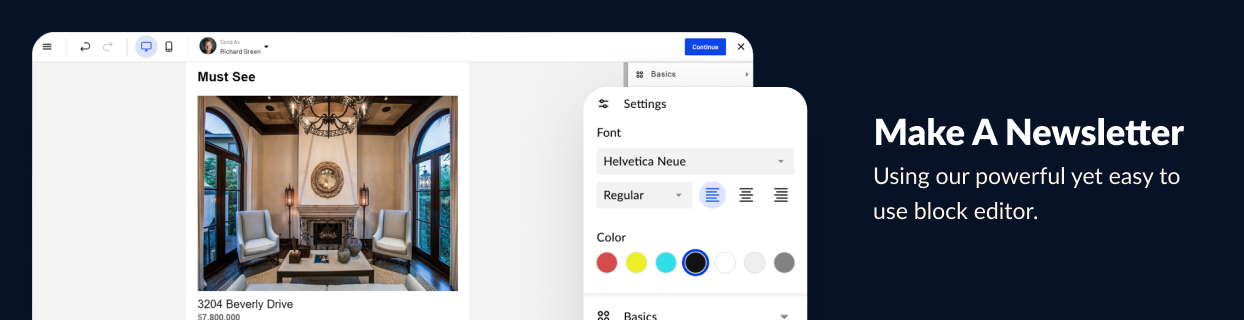 Send As
Richard Green
Continue
Must See
Basics
Settings
Font
Helvetica Neue
Regular
Color
Basics
3204 Beverly Drive
$7,800,000
Make A Newsletter
Using our powerful yet easy to
use block editor.